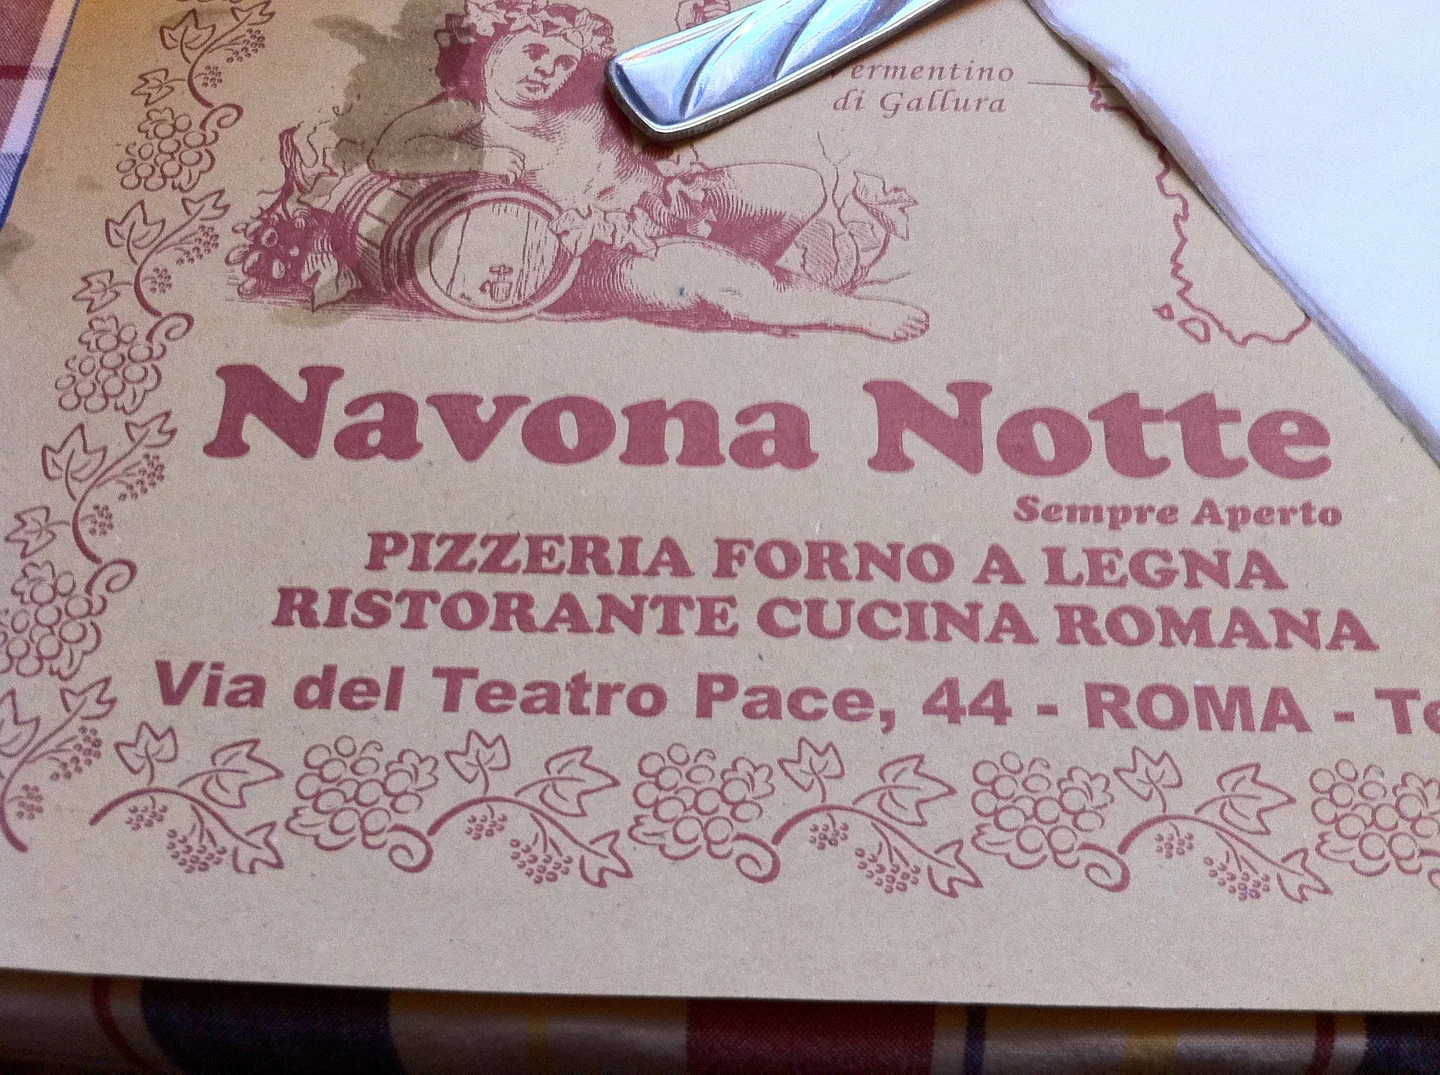 Vermentino
di Gallura
Navona Notte
Sempre Aperto
PIZZERIA FORNO A LEGNA
RISTORANTE CUCINA ROMANA
Via del Teatro Pace, 44 - ROMA - Te